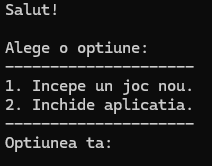 Salut!
Alege o optiune:
---------------------
1. Incepe un joc nou.
2. Inchide aplicatia.
---------------------
Optiunea ta: